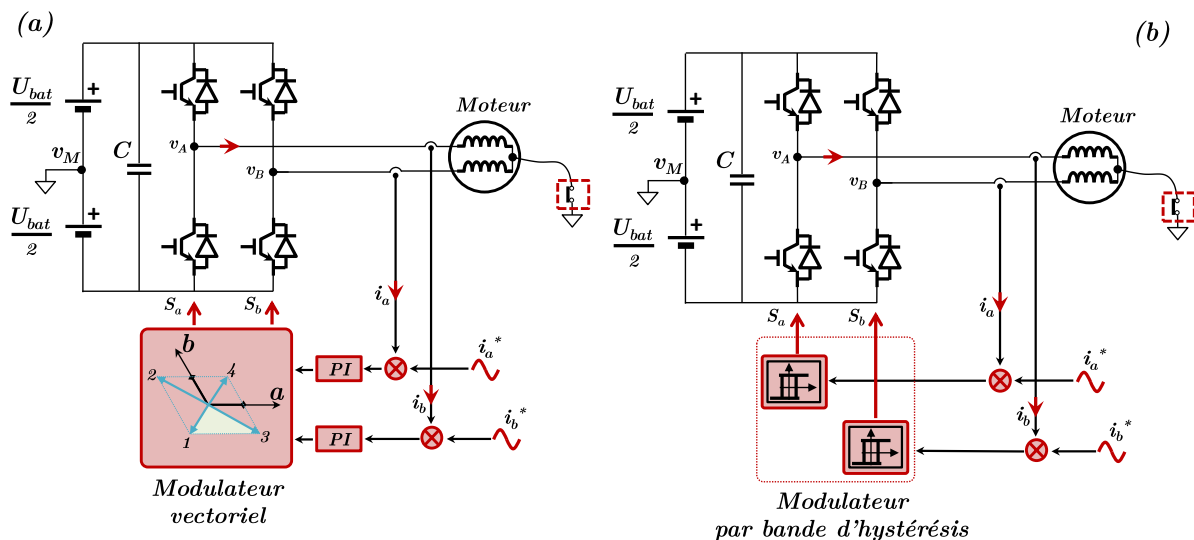 (a)
U_bat
2
+
v_M
C
v_A
v_B
Moteur
U_bat
2
+
S_a
S_b
i_a
i_a*
PI
b
2
4
a
i_b
i_b*
1
3
PI
Modulateur
vectoriel
(b)
U_bat
2
+
v_M
C
v_A
v_B
Moteur
U_bat
2
+
S_a
S_b
i_a
i_a*
i_b
i_b*
Modulateur
par bande d'hystérésis